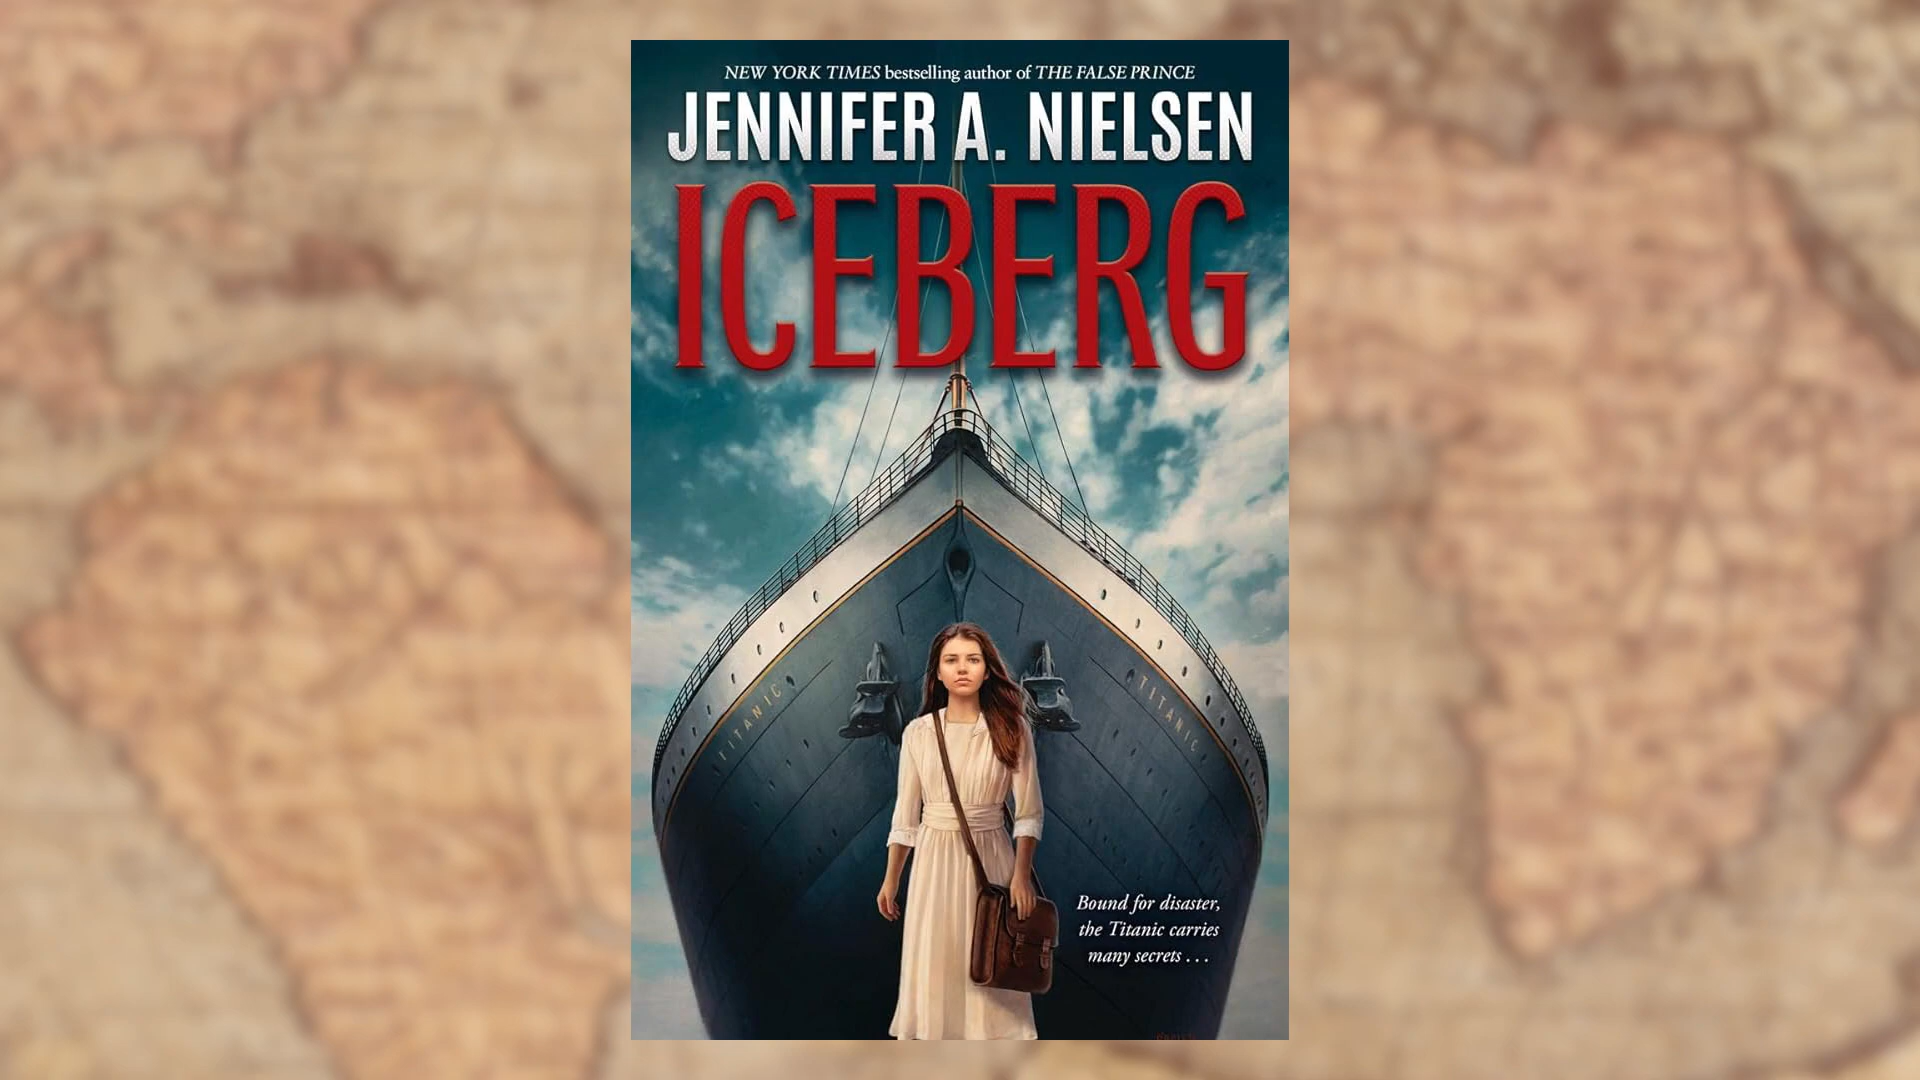 NEW YORK TIMES bestselling author of THE FALSE PRINCE
JENNIFER A. NIELSEN
ICEBERG
TITANIC
TITANIC
Bound for disaster,
the Titanic carries
many secrets . . .